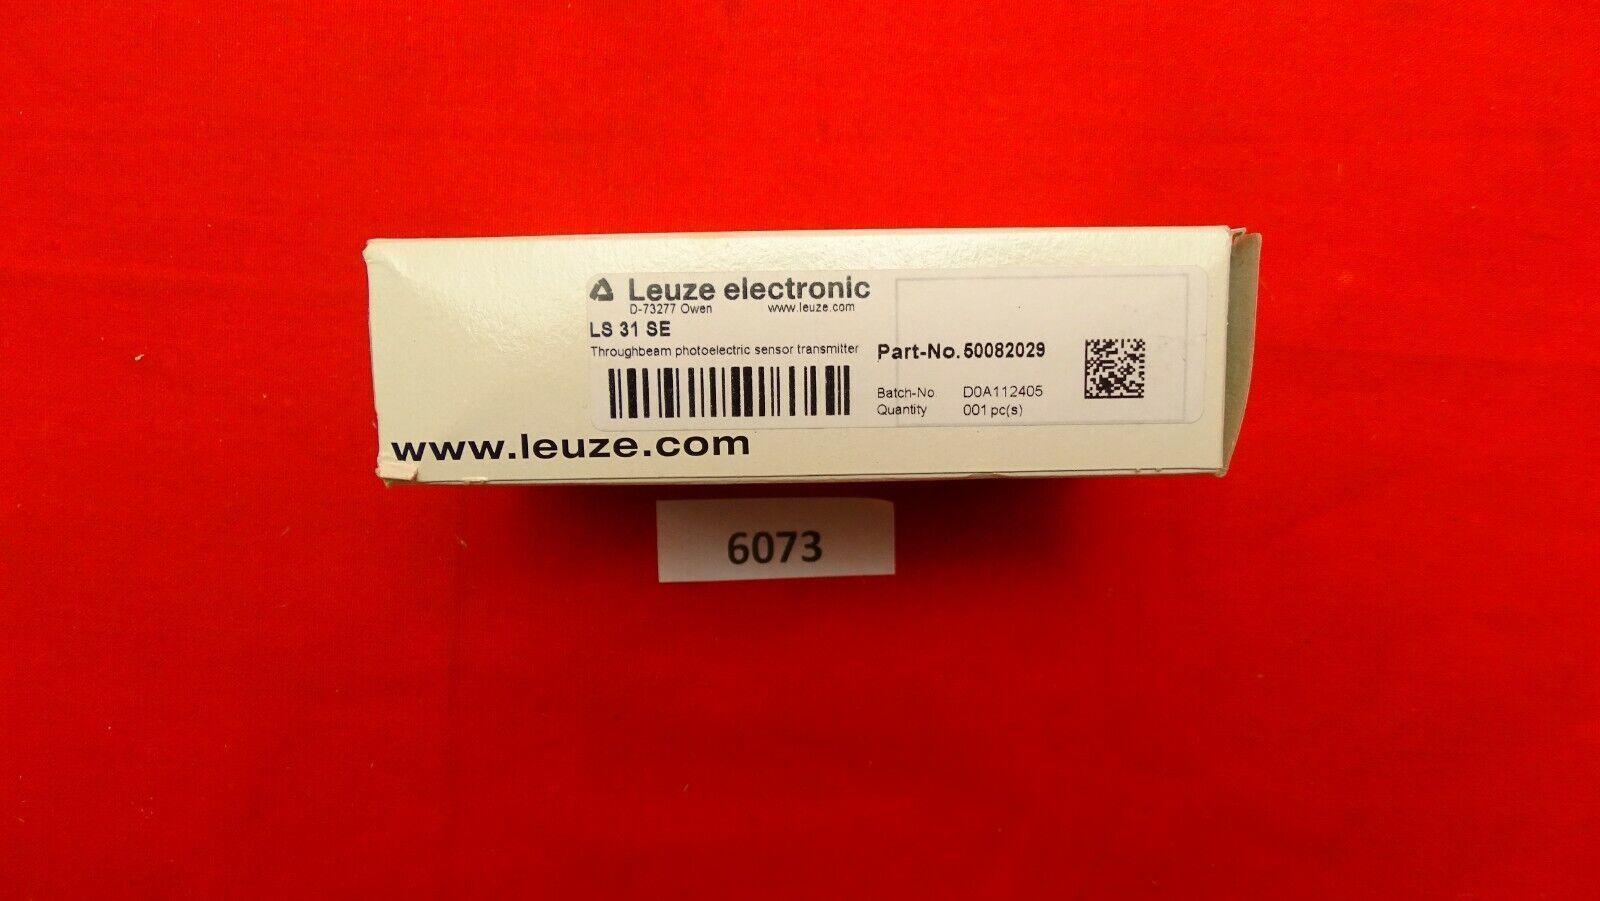 Leuze electronic
D-73277 Owen www.leuze.com
LS 31 SE
Throughbeam photoelectric sensor transmitter
Part-No. 50082029
Batch-No D0A112405
Quantity 001 pc(s)
www.leuze.com
6073